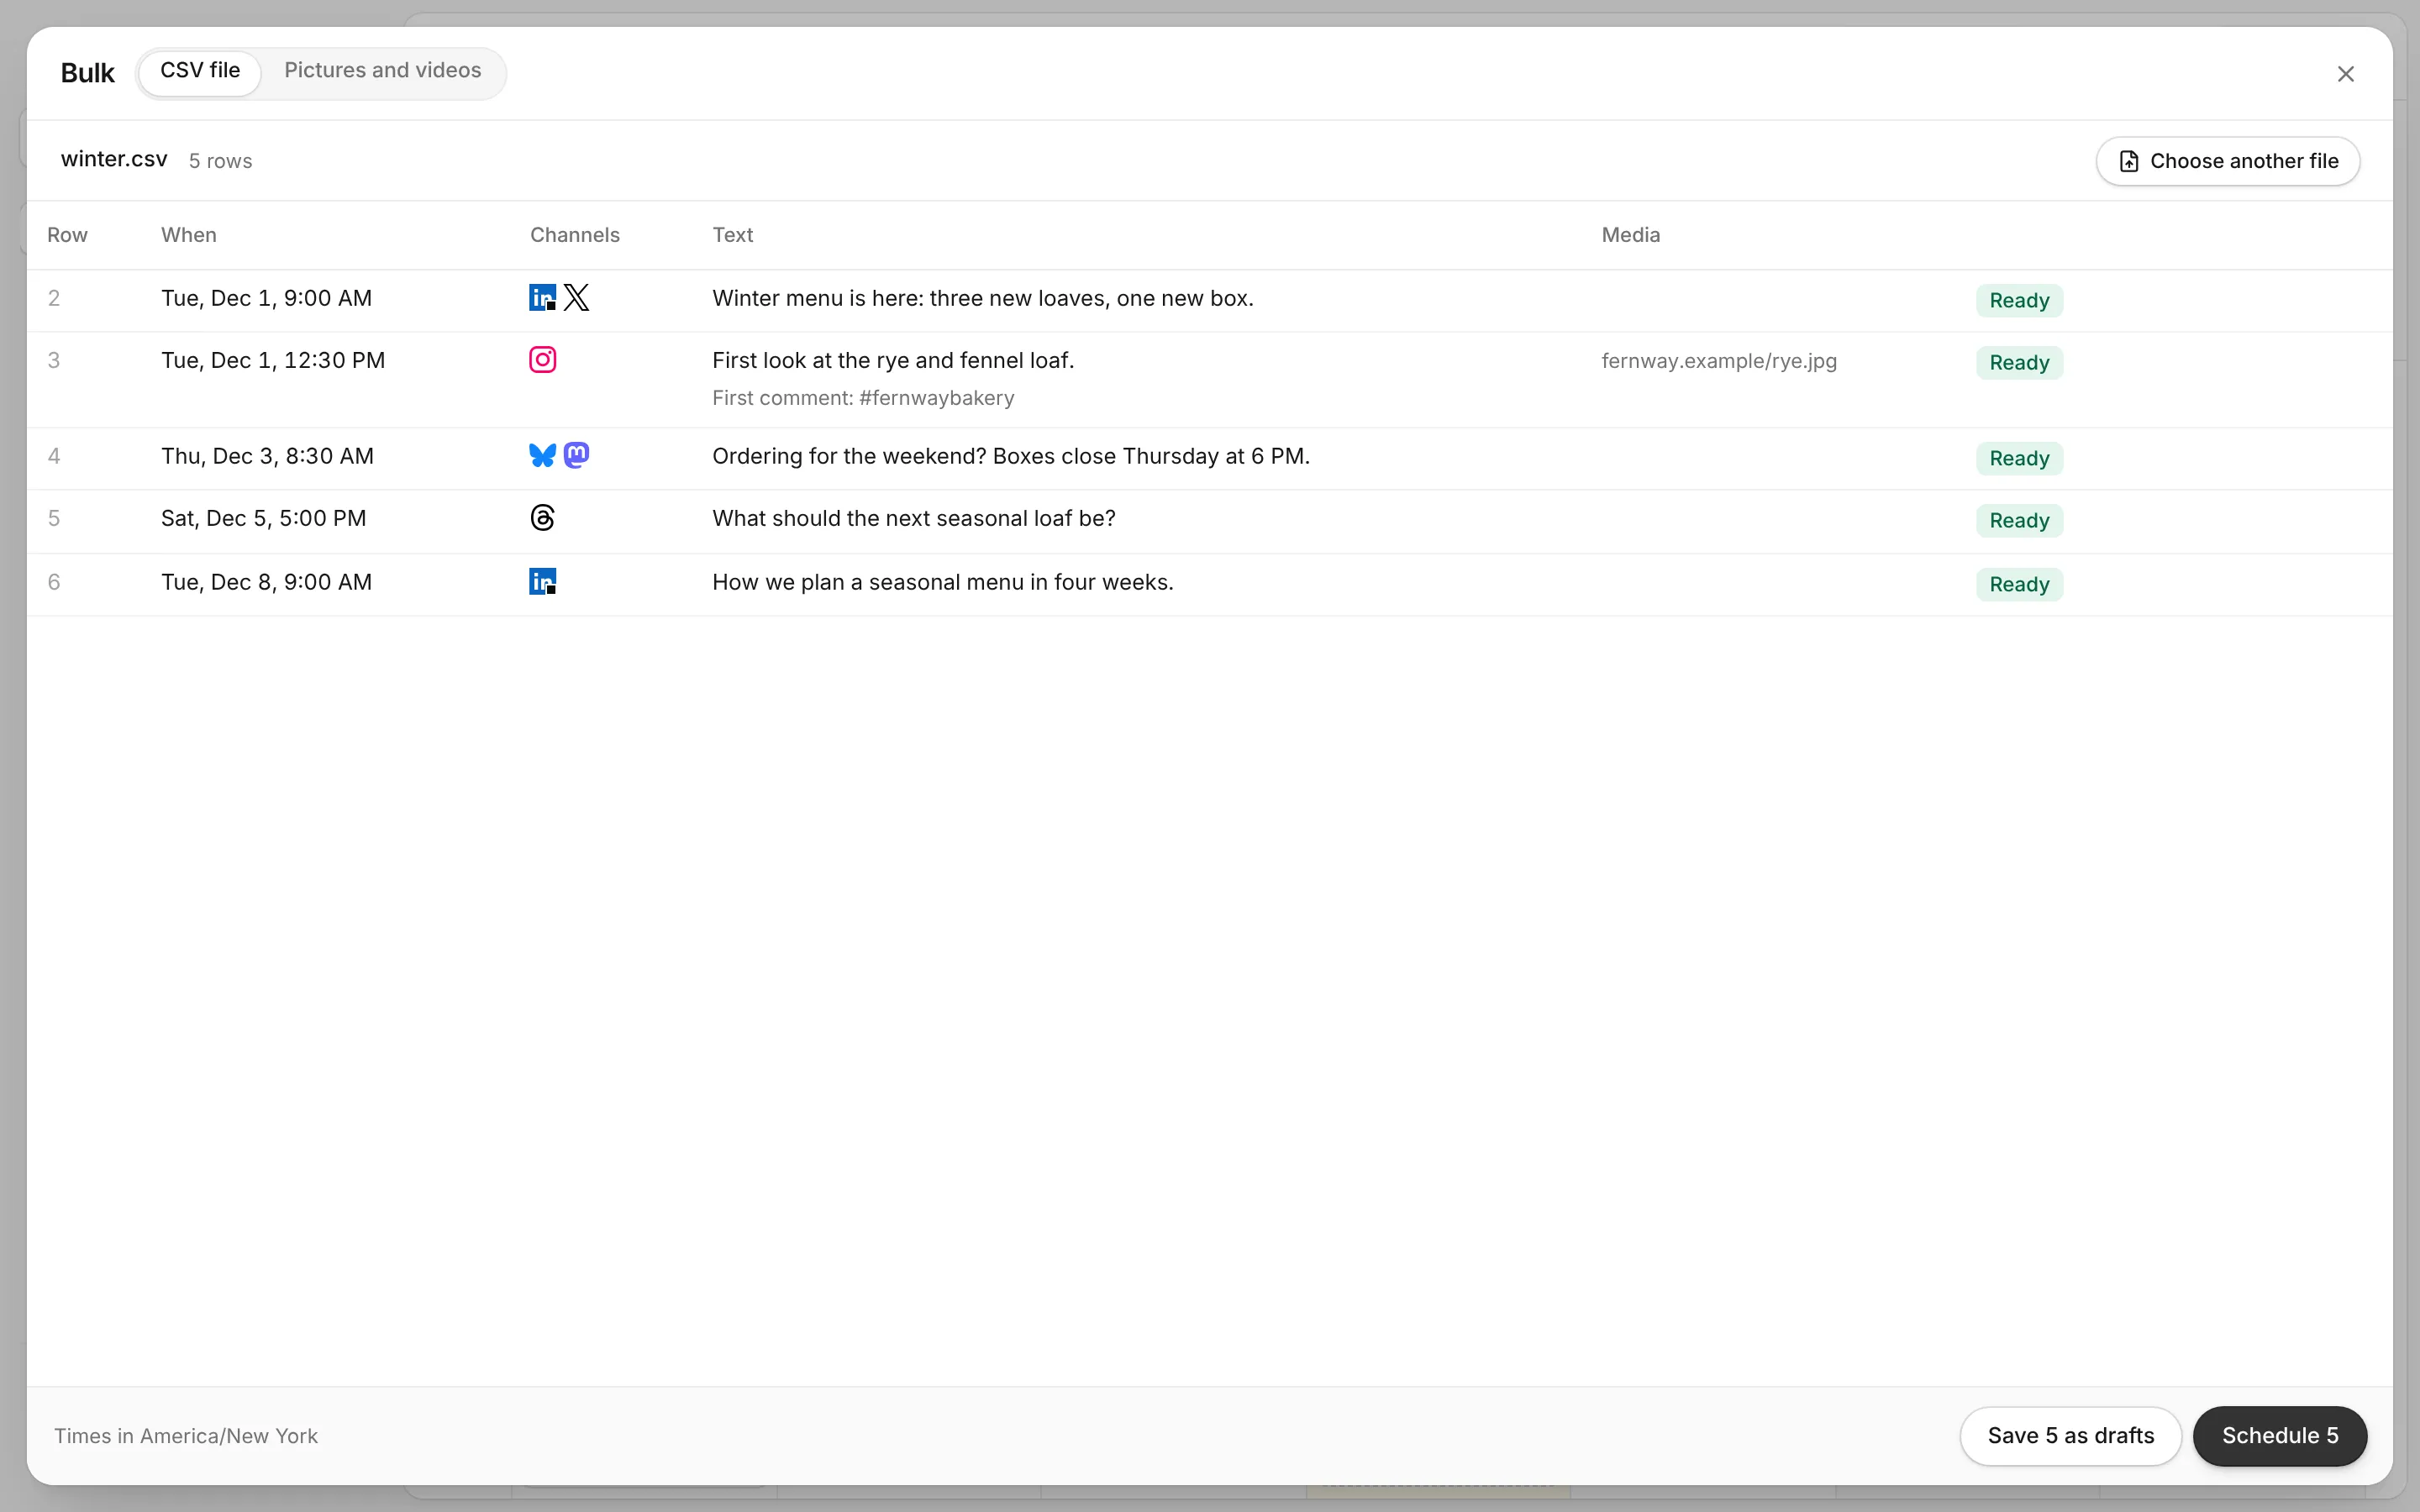 Bulk CSV file Pictures and videos
winter.csv 5 rows Choose another file
Row When Channels Text Media
2 Tue, Dec 1, 9:00 AM Winter menu is here: three new loaves, one new box. Ready
3 Tue, Dec 1, 12:30 PM First look at the rye and fennel loaf. fernway.example/rye.jpg Ready
First comment: #fernwaybakery
4 Thu, Dec 3, 8:30 AM Ordering for the weekend? Boxes close Thursday at 6 PM. Ready
5 Sat, Dec 5, 5:00 PM What should the next seasonal loaf be? Ready
6 Tue, Dec 8, 9:00 AM How we plan a seasonal menu in four weeks. Ready
Times in America/New York Save 5 as drafts Schedule 5